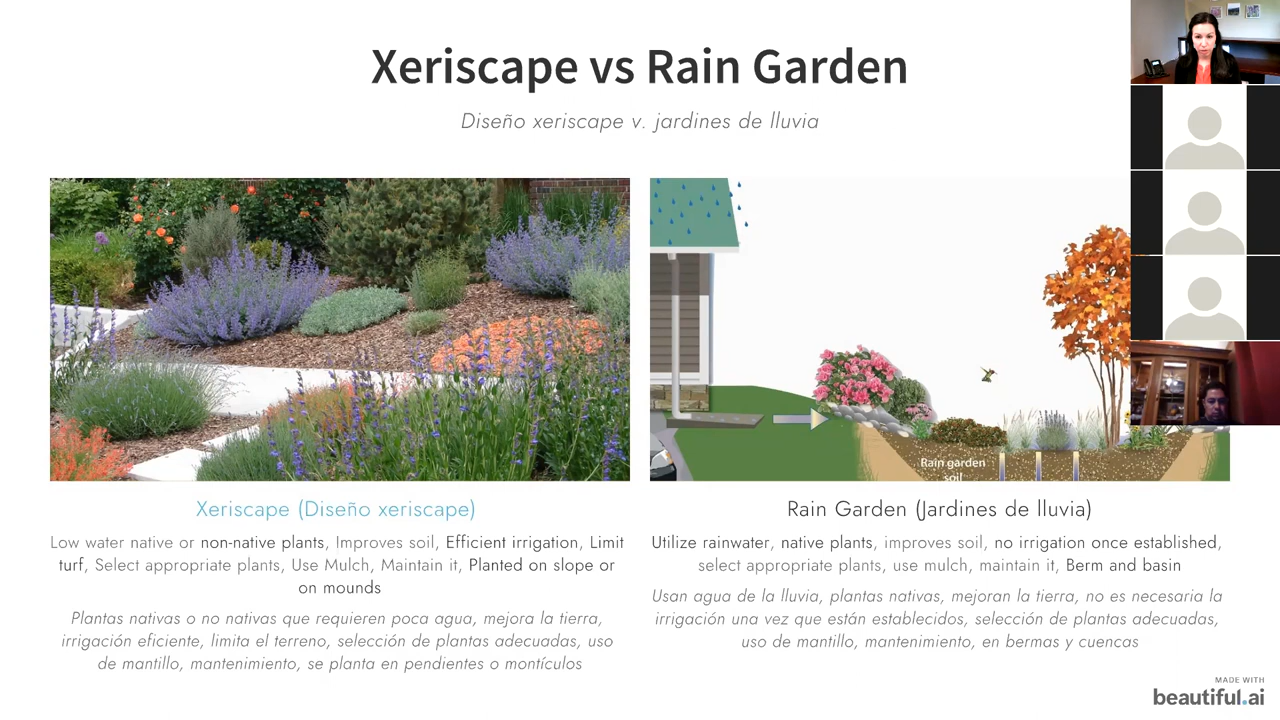 Xeriscape vs Rain Garden
Diseño xeriscape v. jardines de lluvia
Rain garden
soil
Xeriscape (Diseño xeriscape)
Low water native or non-native plants, Improves soil, Efficient irrigation, Limit
turf, Select appropriate plants, Use Mulch, Maintain it, Planted on slope or
on mounds
Plantas nativas o no nativas que requieren poca agua, mejora la tierra,
irrigación eficiente, limita el terreno, selección de plantas adecuadas, uso
de mantillo, mantenimiento, se planta en pendientes o montículos
Rain Garden (Jardines de lluvia)
Utilize rainwater, native plants, improves soil, no irrigation once established,
select appropriate plants, use mulch, maintain it, Berm and basin
Usan agua de la lluvia, plantas nativas, mejoran la tierra, no es necesaria la
irrigación una vez que están establecidos, selección de plantas adecuadas,
uso de mantillo, mantenimiento, en bermas y cuencas
MADE WITH
beautiful.ai